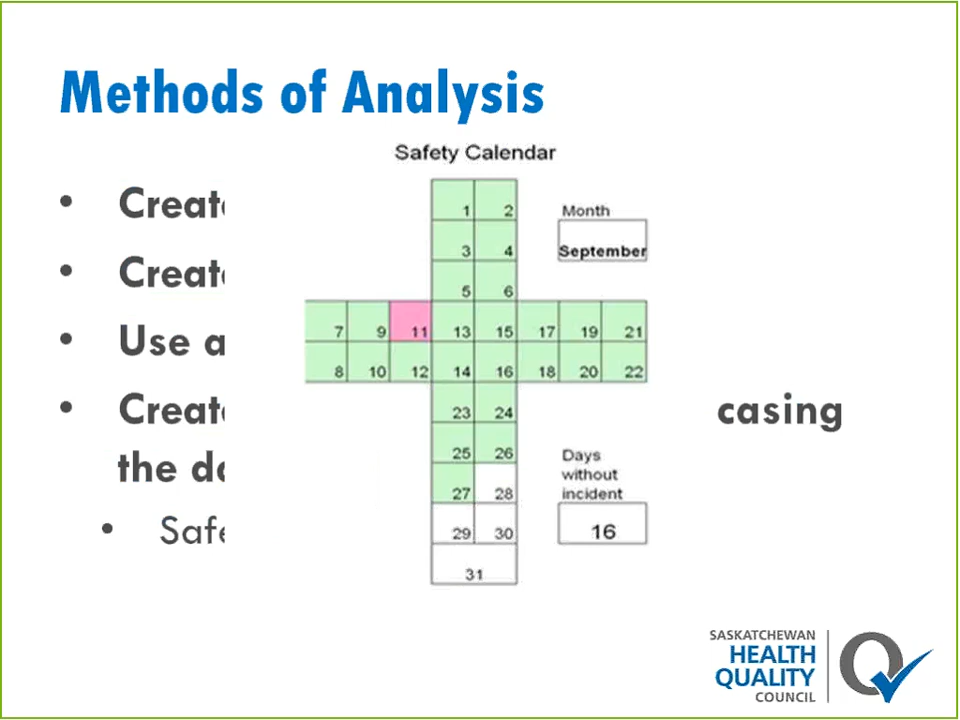 Methods of Analysis
Safety Calendar
• Create
• Create
• Use a
• Create casing
the da
• Safe
1 2
3 4
5 6
7 9 11 13 15 17 19 21
8 10 12 14 16 18 20 22
23 24
25 26
27 28
29 30
31
Month
September
Days
without
incident
16
SASKATCHEWAN
HEALTH
QUALITY
COUNCIL